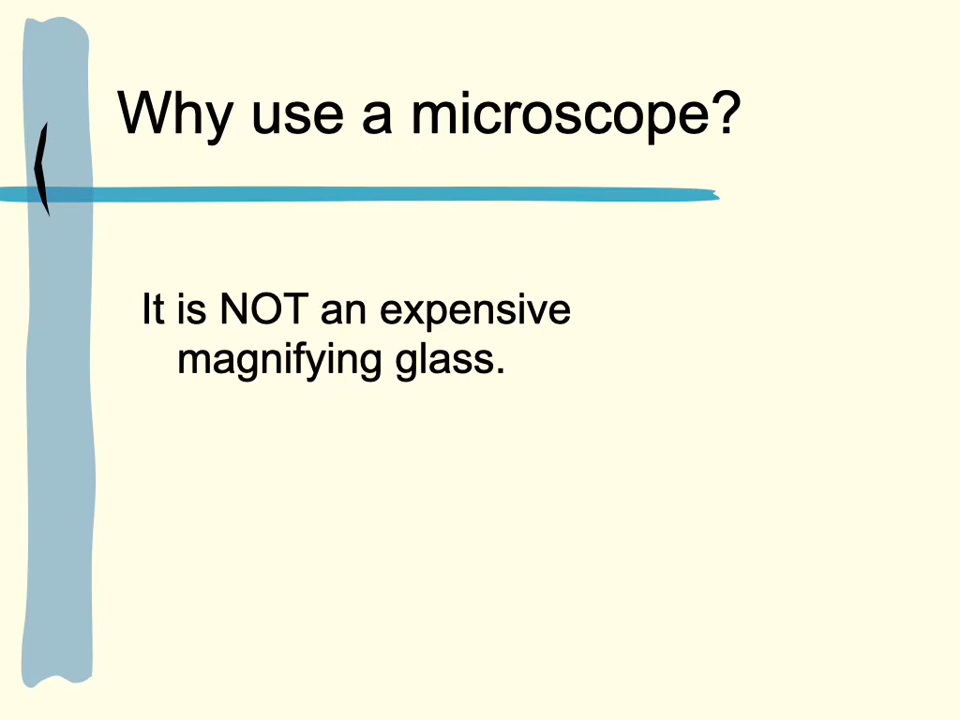 Why use a microscope?
It is NOT an expensive
magnifying glass.